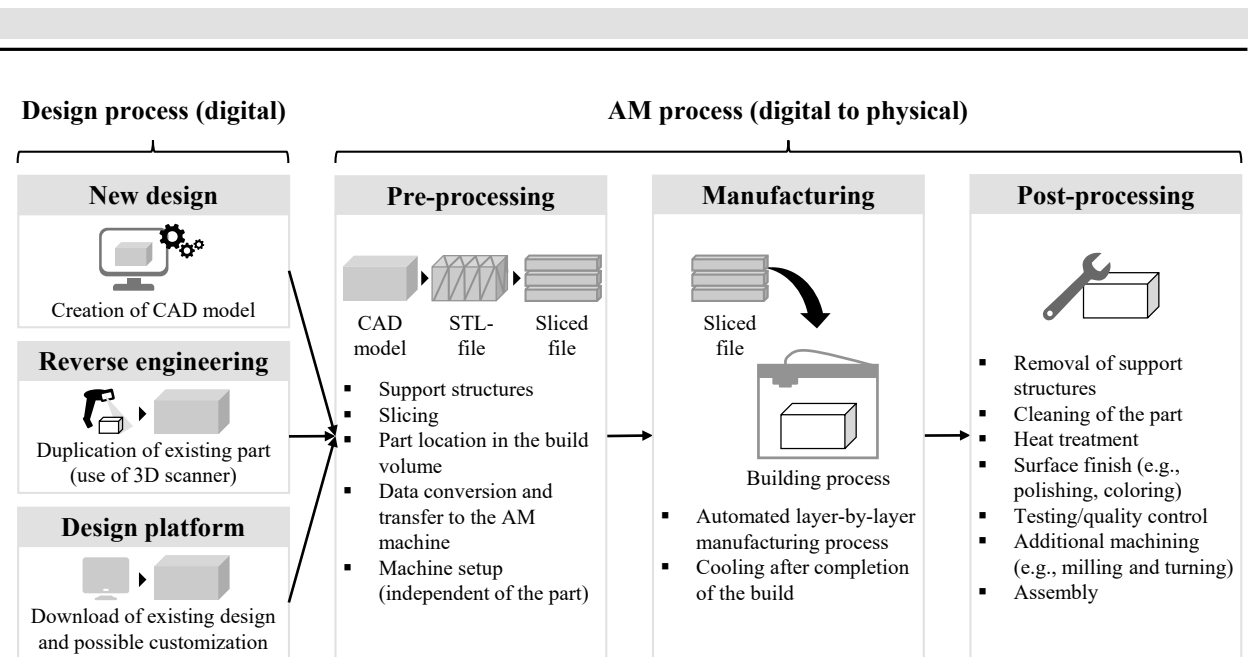 Design process (digital)
AM process (digital to physical)
New design
Creation of CAD model
Reverse engineering
Duplication of existing part
(use of 3D scanner)
Design platform
Download of existing design
and possible customization
Pre-processing
CAD
model
STL-
file
Sliced
file
▪ Support structures
▪ Slicing
▪ Part location in the build
volume
▪ Data conversion and
transfer to the AM
machine
▪ Machine setup
(independent of the part)
Manufacturing
Sliced
file
Building process
▪ Automated layer-by-layer
manufacturing process
▪ Cooling after completion
of the build
Post-processing
▪ Removal of support
structures
▪ Cleaning of the part
▪ Heat treatment
▪ Surface finish (e.g.,
polishing, coloring)
▪ Testing/quality control
▪ Additional machining
(e.g., milling and turning)
▪ Assembly